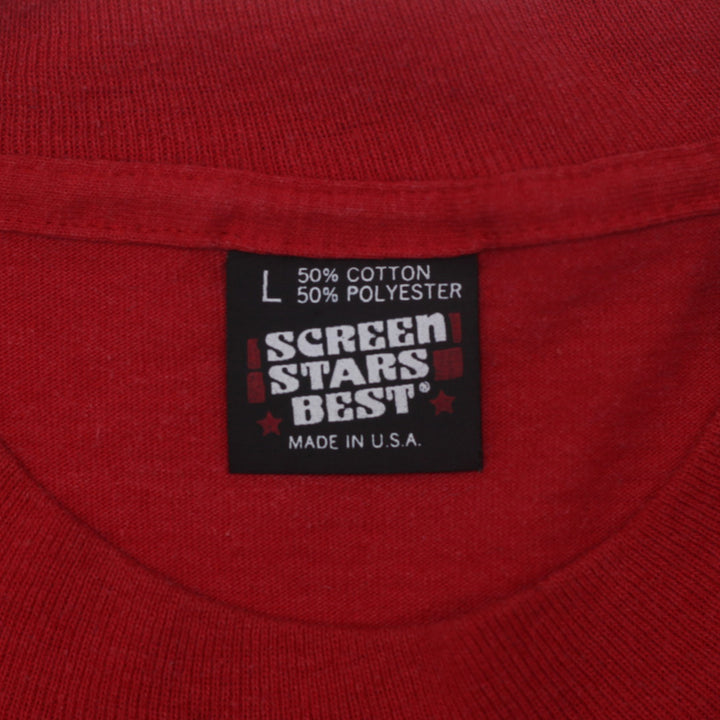 L 50% COTTON
50% POLYESTER
SCREEN
STARS
BEST®
MADE IN U.S.A.